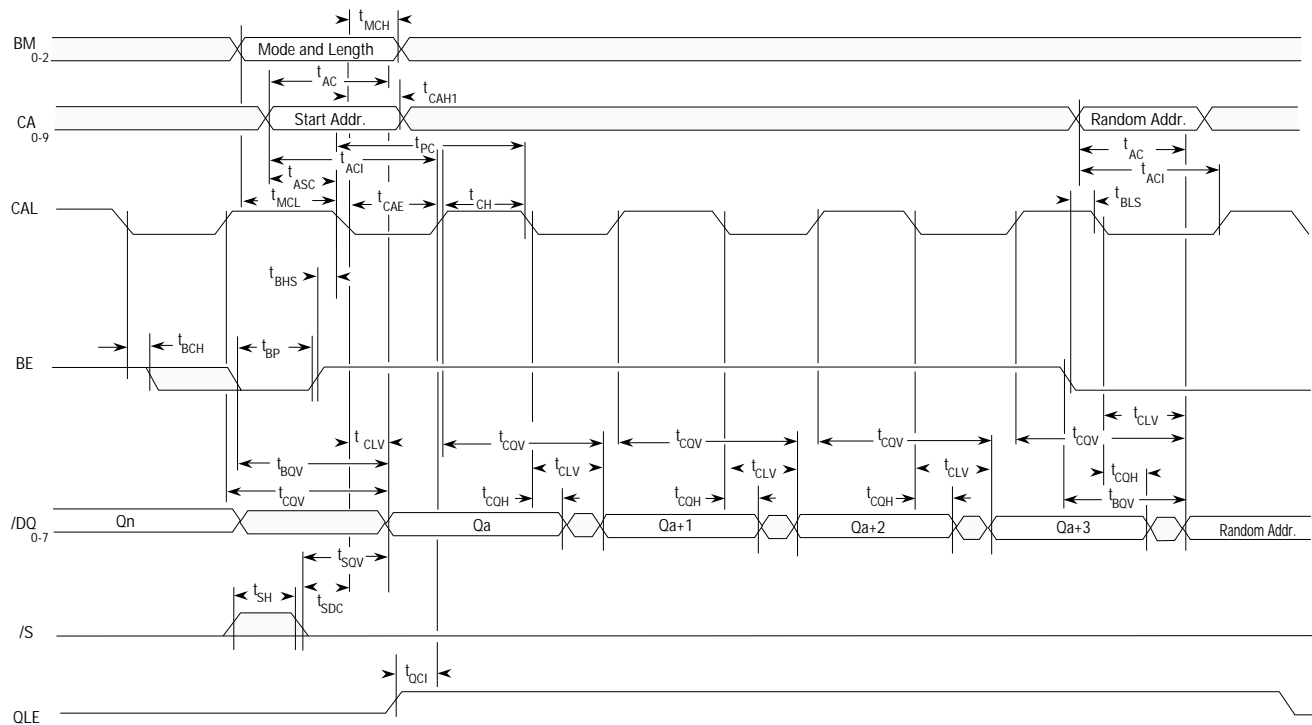 tMCH
BM0-2 Mode and Length
tAC
tCAH1
CA0-9 Start Addr. Random Addr.
tPC tAC
tACI tACI
tASC
tMCL tCAE tCH tBLS
CAL
tBHS
tBCH tBP
BE
tCLV tCLV
tCQV tCQV tCQV tCQV
tBQV tCLV tCLV tCLV tCQH
tCQV tCQH tCQH tCQH tBQV
/DQ0-7 Qn Qa Qa+1 Qa+2 Qa+3 Random Addr.
tSQV
tSH tSDC
/S
tQCI
QLE